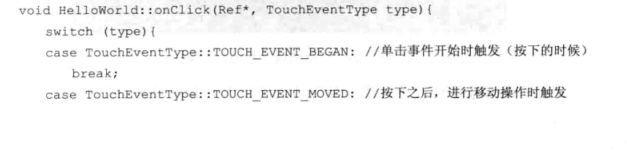 void HelloWorld::onClick(Ref*, TouchEventType type){
switch (type){
case TouchEventType::TOUCH_EVENT_BEGAN: //单击事件开始时触发（按下的时候）
break;
case TouchEventType::TOUCH_EVENT_MOVED: //按下之后，进行移动操作时触发